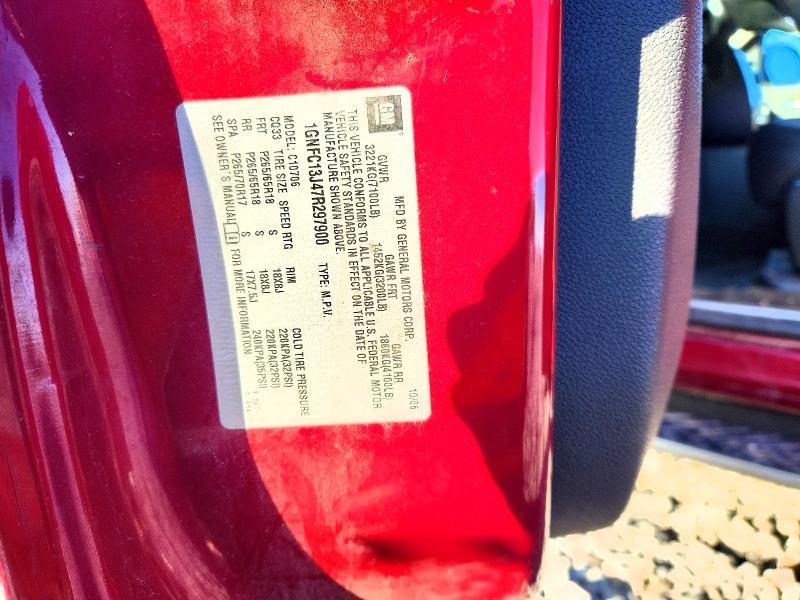 GM
MFD BY GENERAL MOTORS CORP. 10/06
GVWR GAWR FRT GAWR RR
3221KG(7100LB) 1452KG(3200LB) 1860KG(4100LB)
THIS VEHICLE CONFORMS TO ALL APPLICABLE U.S. FEDERAL MOTOR
VEHICLE SAFETY STANDARDS IN EFFECT ON THE DATE OF
MANUFACTURE SHOWN ABOVE.
1GNFC13J47R297900 TYPE: M.P.V.
MODEL: C10706
CQ33 TIRE SIZE SPEED RTG RIM COLD TIRE PRESSURE
FRT P265/65R18 S 18X8J 220KPA(32PSI)
RR P265/65R18 S 18X8J 220KPA(32PSI)
SPA P265/70R17 S 17X7.5J 240KPA(35PSI)
SEE OWNER'S MANUAL FOR MORE INFORMATION